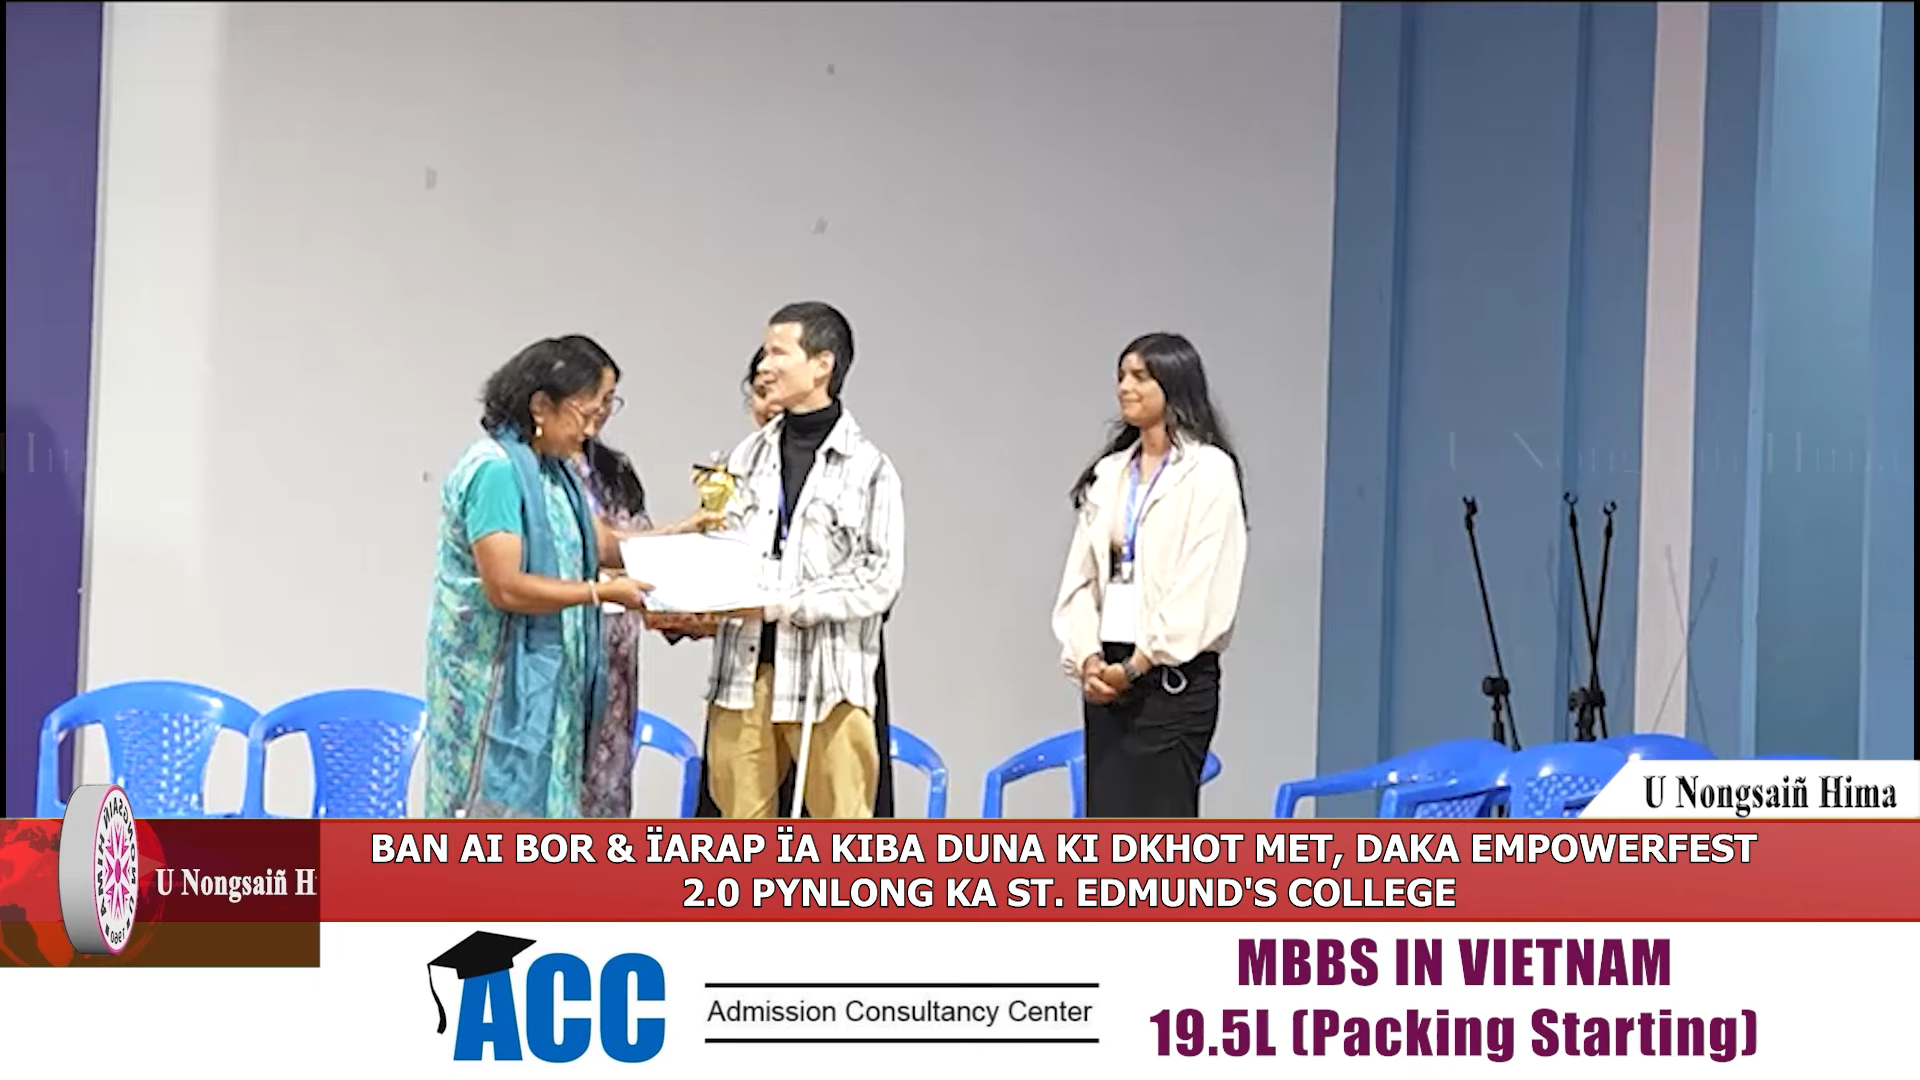 U Nongsaiñ Hima
BAN AI BOR & ÏARAP ÏA KIBA DUNA KI DKHOT MET, DAKA EMPOWERFEST
2.0 PYNLONG KA ST. EDMUND'S COLLEGE
U Nongsaiñ H
ACC
Admission Consultancy Center
MBBS IN VIETNAM
19.5L (Packing Starting)